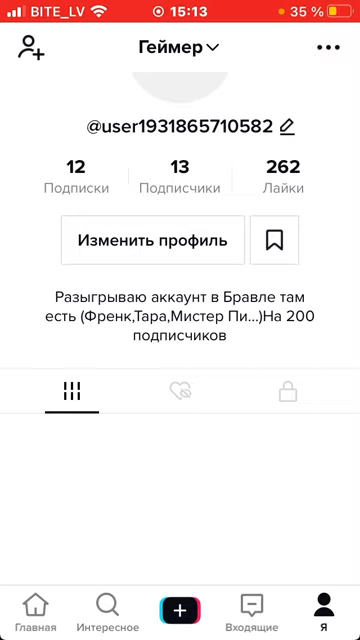 BITE_LV 15:13 35 %
Геймер
@user1931865710582
12 13 262
Подписки Подписчики Лайки
Изменить профиль
Разыгрываю аккаунт в Бравле там
есть (Френк,Тара,Мистер Пи...)На 200
подписчиков
Главная Интересное Входящие Я